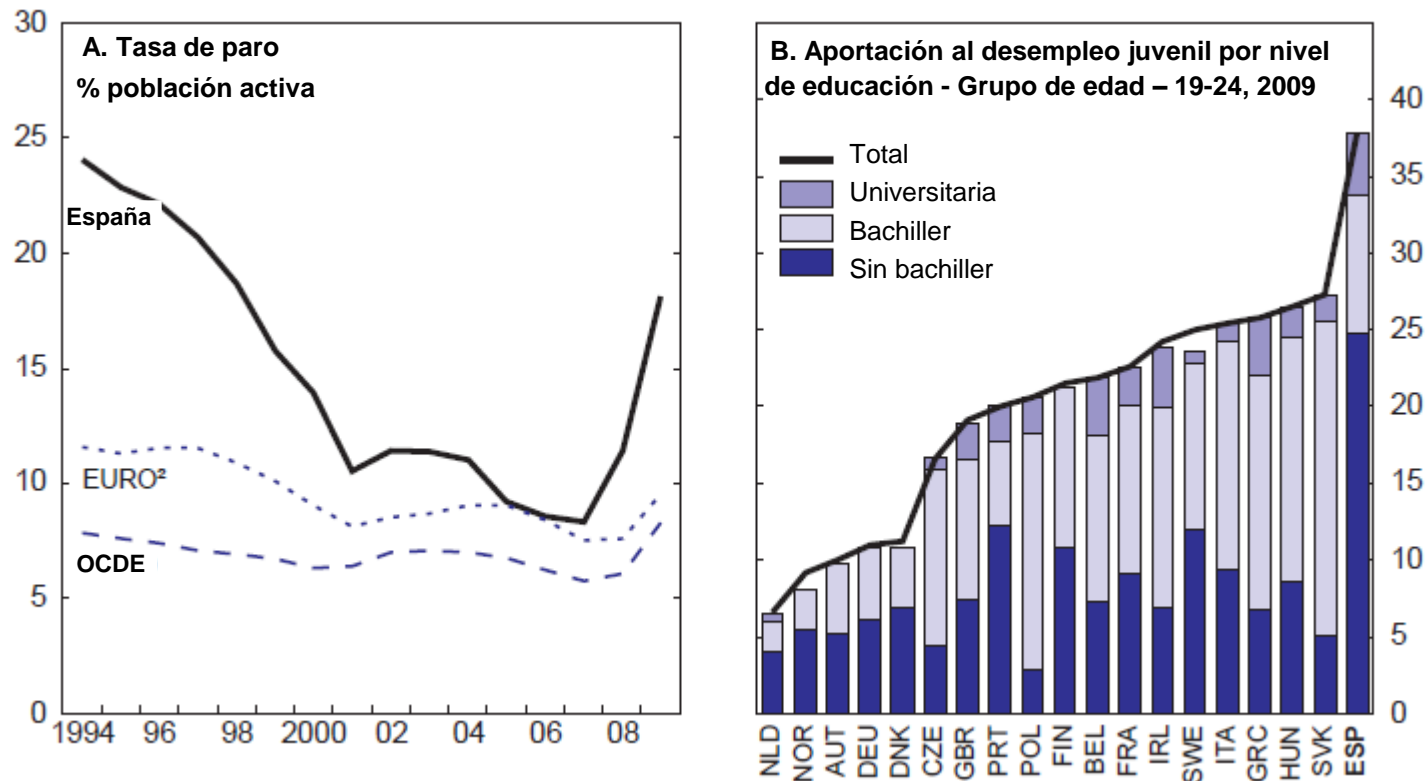 A. Tasa de paro
% población activa
30
25
20
15
10
5
0
España
EURO²
OCDE
1994 96 98 2000 02 04 06 08
B. Aportación al desempleo juvenil por nivel
de educación - Grupo de edad – 19-24, 2009
Total
Universitaria
Bachiller
Sin bachiller
40
35
30
25
20
15
10
5
0
NLD
NOR
AUT
DEU
DNK
CZE
GBR
PRT
POL
FIN
BEL
FRA
IRL
SWE
ITA
GRC
HUN
SVK
ESP